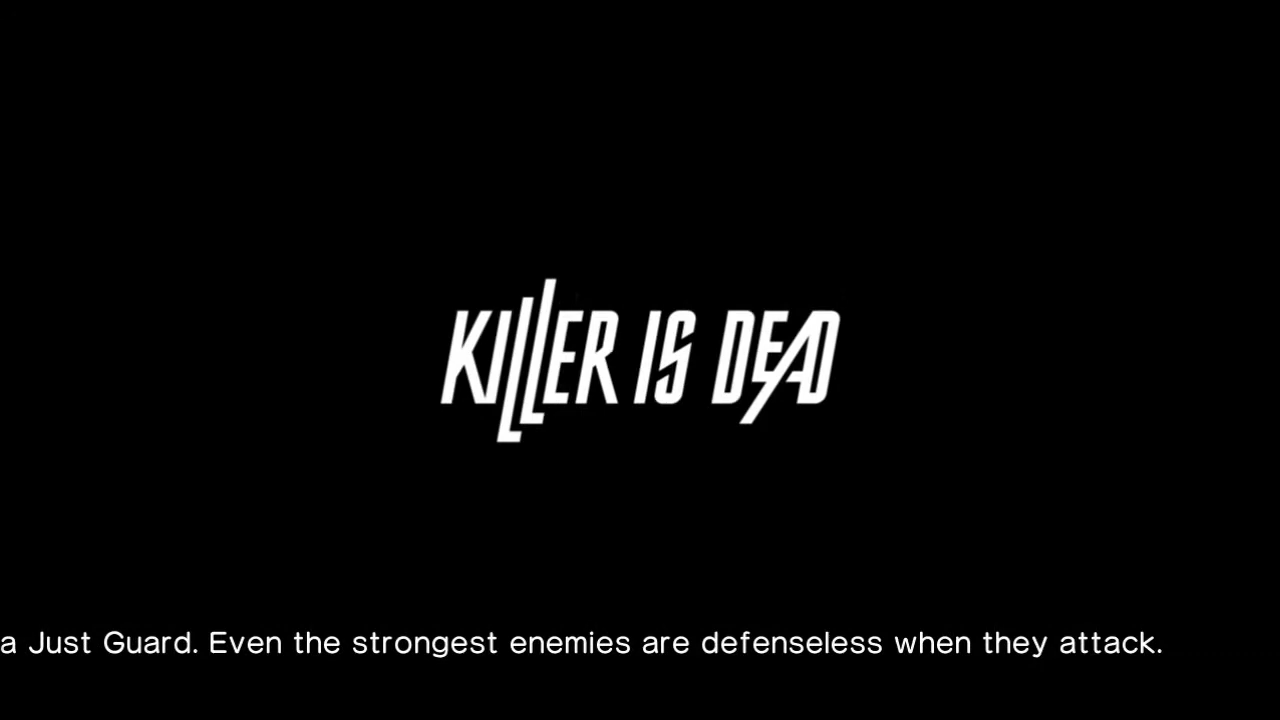 KILLER IS DEAD
a Just Guard. Even the strongest enemies are defenseless when they attack.